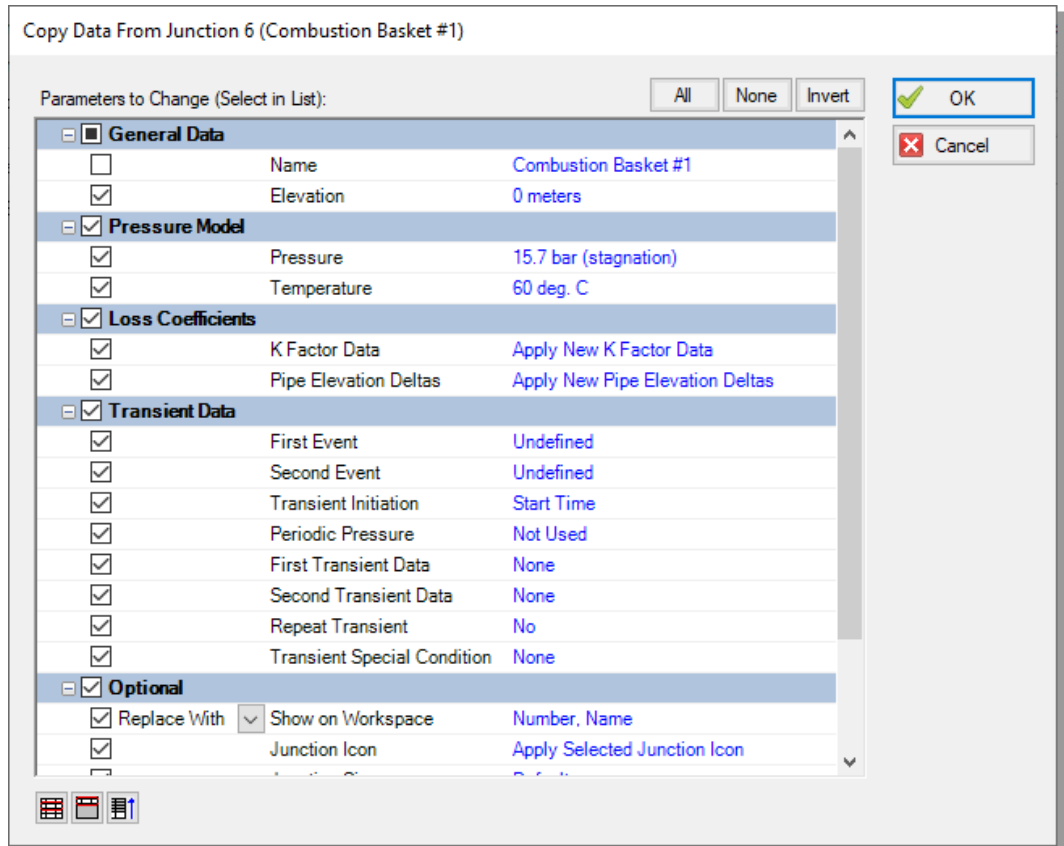 Copy Data From Junction 6 (Combustion Basket #1)
Parameters to Change (Select in List):
All None Invert
OK
Cancel
General Data
Name Combustion Basket #1
Elevation 0 meters
Pressure Model
Pressure 15.7 bar (stagnation)
Temperature 60 deg. C
Loss Coefficients
K Factor Data Apply New K Factor Data
Pipe Elevation Deltas Apply New Pipe Elevation Deltas
Transient Data
First Event Undefined
Second Event Undefined
Transient Initiation Start Time
Periodic Pressure Not Used
First Transient Data None
Second Transient Data None
Repeat Transient No
Transient Special Condition None
Optional
Replace With Show on Workspace Number, Name
Junction Icon Apply Selected Junction Icon